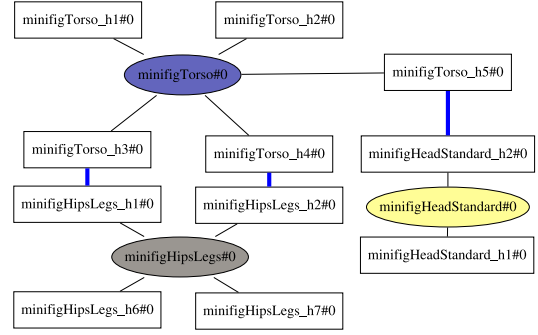 minifigTorso_h1#0
minifigTorso_h2#0
minifigTorso#0
minifigTorso_h5#0
minifigTorso_h3#0
minifigTorso_h4#0
minifigHeadStandard_h2#0
minifigHipsLegs_h1#0
minifigHipsLegs_h2#0
minifigHeadStandard#0
minifigHipsLegs#0
minifigHeadStandard_h1#0
minifigHipsLegs_h6#0
minifigHipsLegs_h7#0